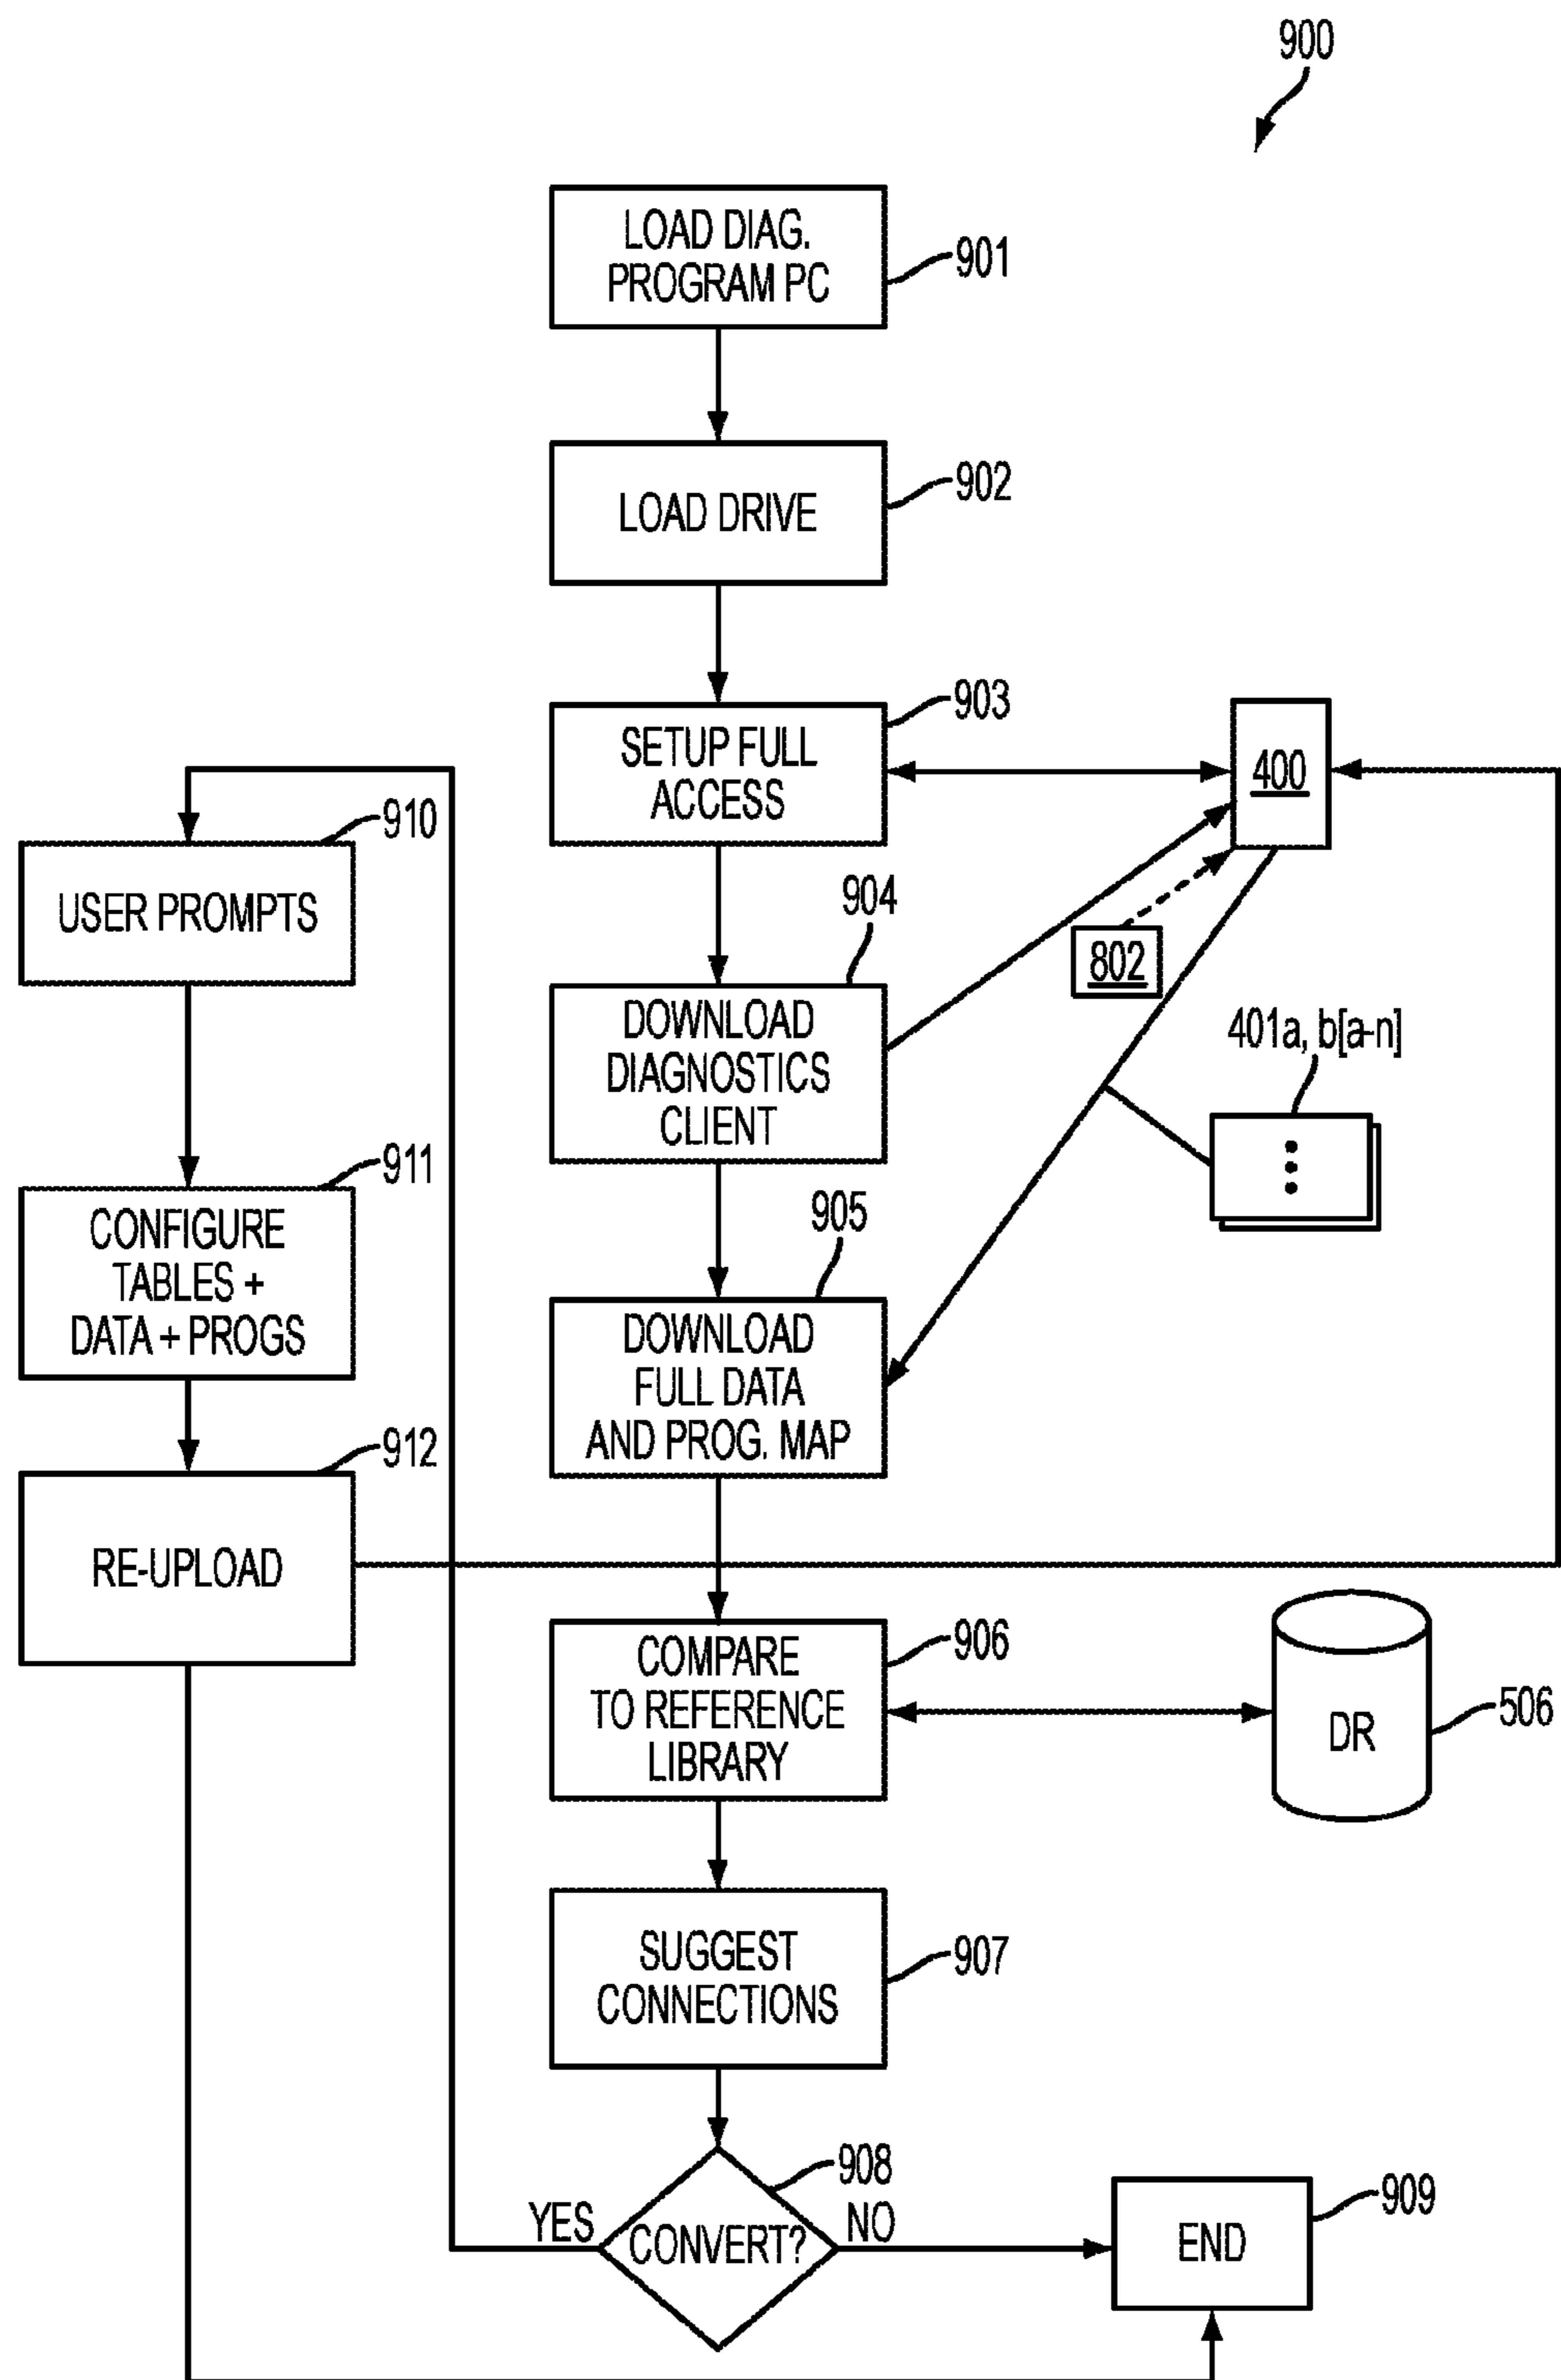 900
LOAD DIAG.
PROGRAM PC
901
LOAD DRIVE
902
SETUP FULL
ACCESS
903
400
910
USER PROMPTS
904
DOWNLOAD
DIAGNOSTICS
CLIENT
802
401a, b[a-n]
911
CONFIGURE
TABLES +
DATA + PROGS
905
DOWNLOAD
FULL DATA
AND PROG. MAP
912
RE-UPLOAD
906
COMPARE
TO REFERENCE
LIBRARY
DR
506
SUGGEST
CONNECTIONS
907
908
YES
CONVERT?
NO
END
909